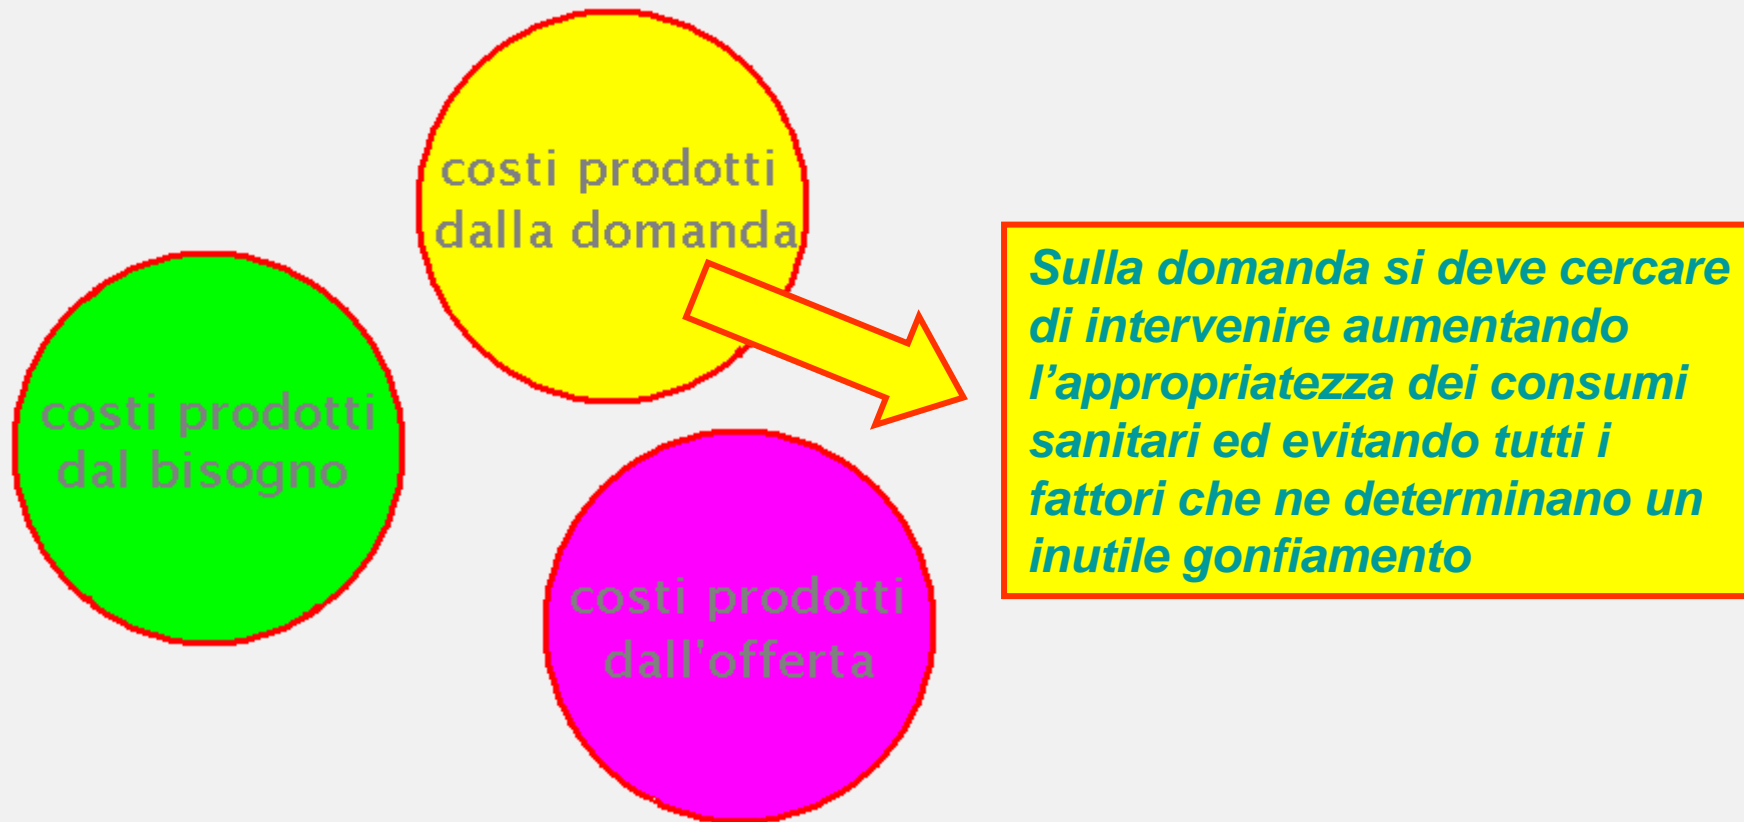 costi prodotti
dalla domanda
costi prodotti
dal bisogno
costi prodotti
dall'offerta
Sulla domanda si deve cercare
di intervenire aumentando
l’appropriatezza dei consumi
sanitari ed evitando tutti i
fattori che ne determinano un
inutile gonfiamento